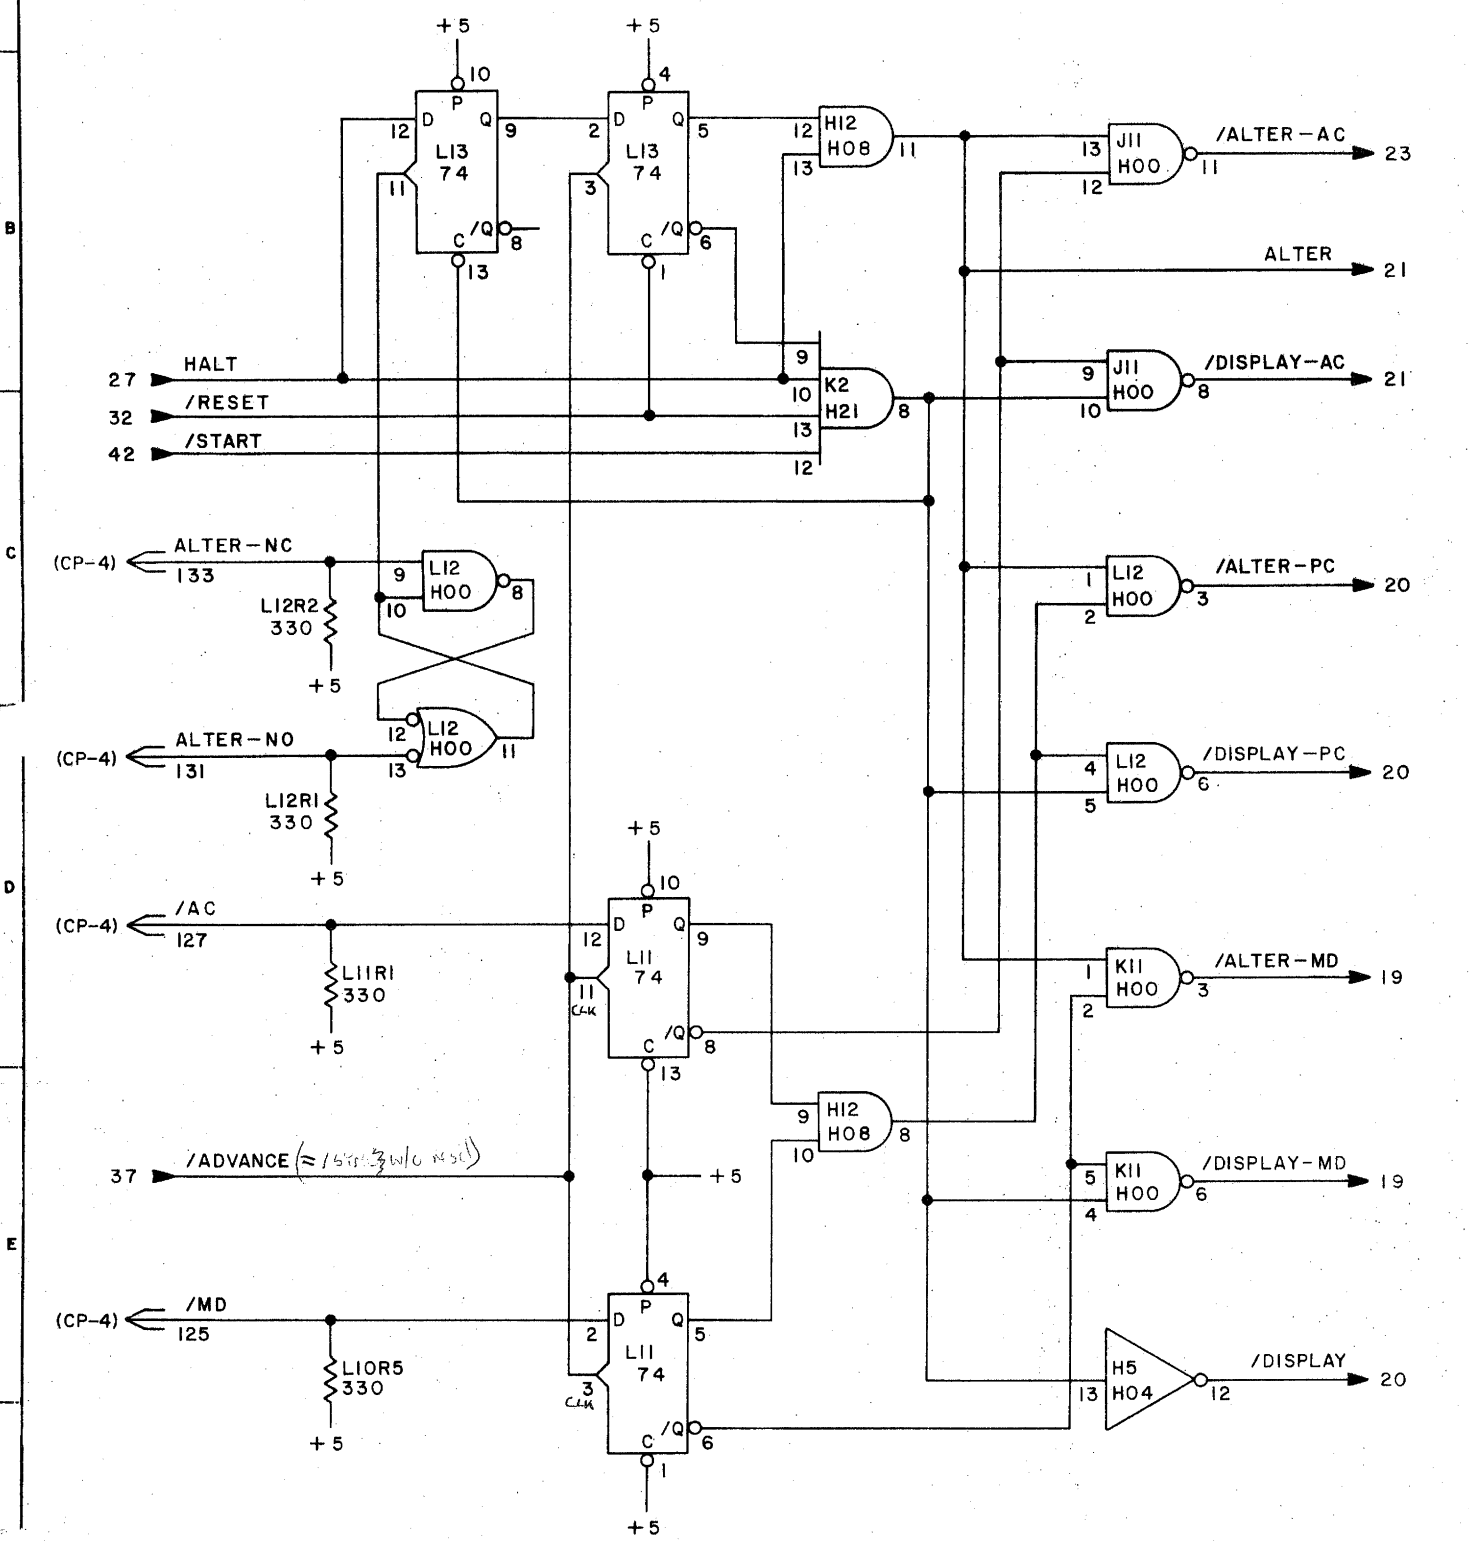 +5 +5
10 4
P P
12 D Q 9 2 D Q 5 12 H12
L13 L13 H08 11
74 74 13
11 3
/Q 8 /Q 6
C C
13 1
13 J11 /ALTER-AC 23
H00 11
12
B
ALTER 21
9 J11 /DISPLAY-AC 21
H00 8
10
27 HALT
32 /RESET
42 /START
9
10 K2
H21 8
13
12
C
(CP-4) ALTER-NC
133
9 L12
H00 8
10
L12R2
330
+5
1 L12 /ALTER-PC 20
H00 3
2
(CP-4) ALTER-NO
131
12 L12
H00 11
13
L12R1
330
+5
4 L12 /DISPLAY-PC 20
H00 6
5
D
+5
10
P
(CP-4) /AC
127
12 D Q 9
L11
74
11
CLK
/Q 8
C
13
L11R1
330
+5
1 K11 /ALTER-MD 19
H00 3
2
9 H12
H08 8
10
37 /ADVANCE
+5
5 K11 /DISPLAY-MD 19
H00 6
4
E
4
P
(CP-4) /MD
125
2 D Q 5
L11
74
3
CLK
/Q 6
C
1
+5
L10R5
330
+5
13 H5 /DISPLAY 20
H04 12